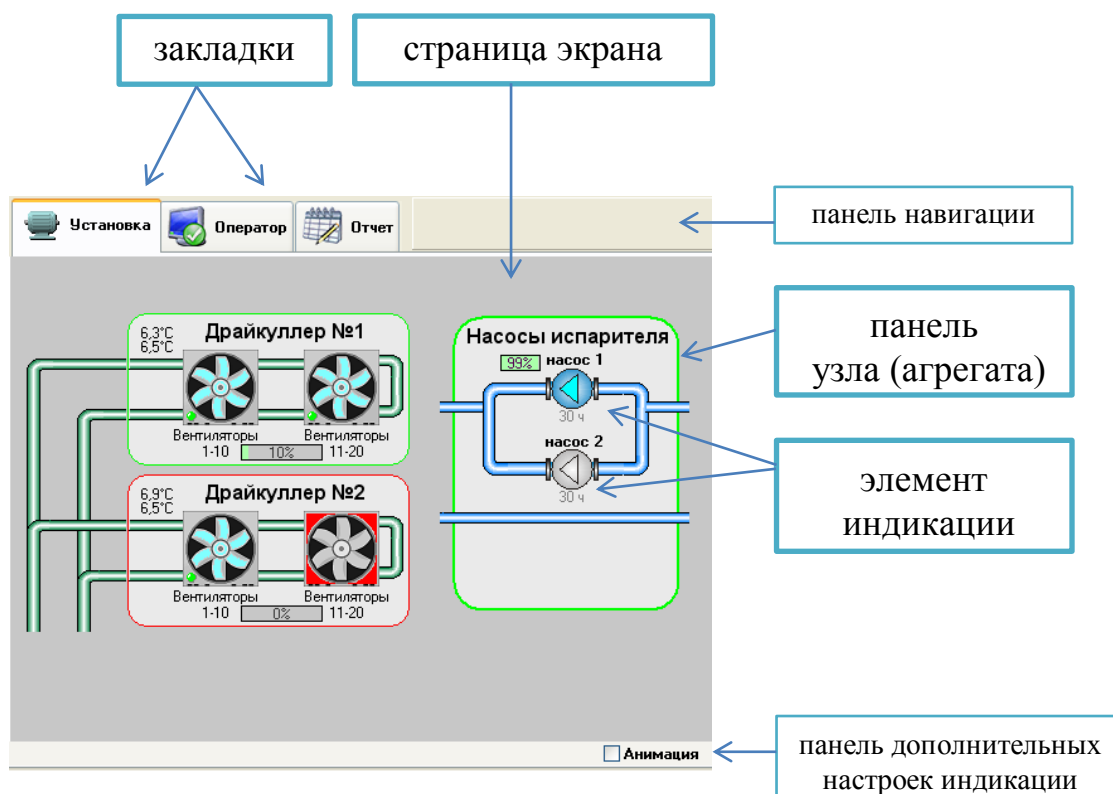 закладки
страница экрана
Установка
Оператор
Отчет
панель навигации
6,3°C
6,5°C
Драйкуллер №1
Вентиляторы
1-10
10%
Вентиляторы
11-20
Насосы испарителя
насос 1
99%
30 ч
насос 2
30 ч
панель
узла (агрегата)
элемент
индикации
6,9°C
6,5°C
Драйкуллер №2
Вентиляторы
1-10
0%
Вентиляторы
11-20
Анимация
панель дополнительных
настроек индикации